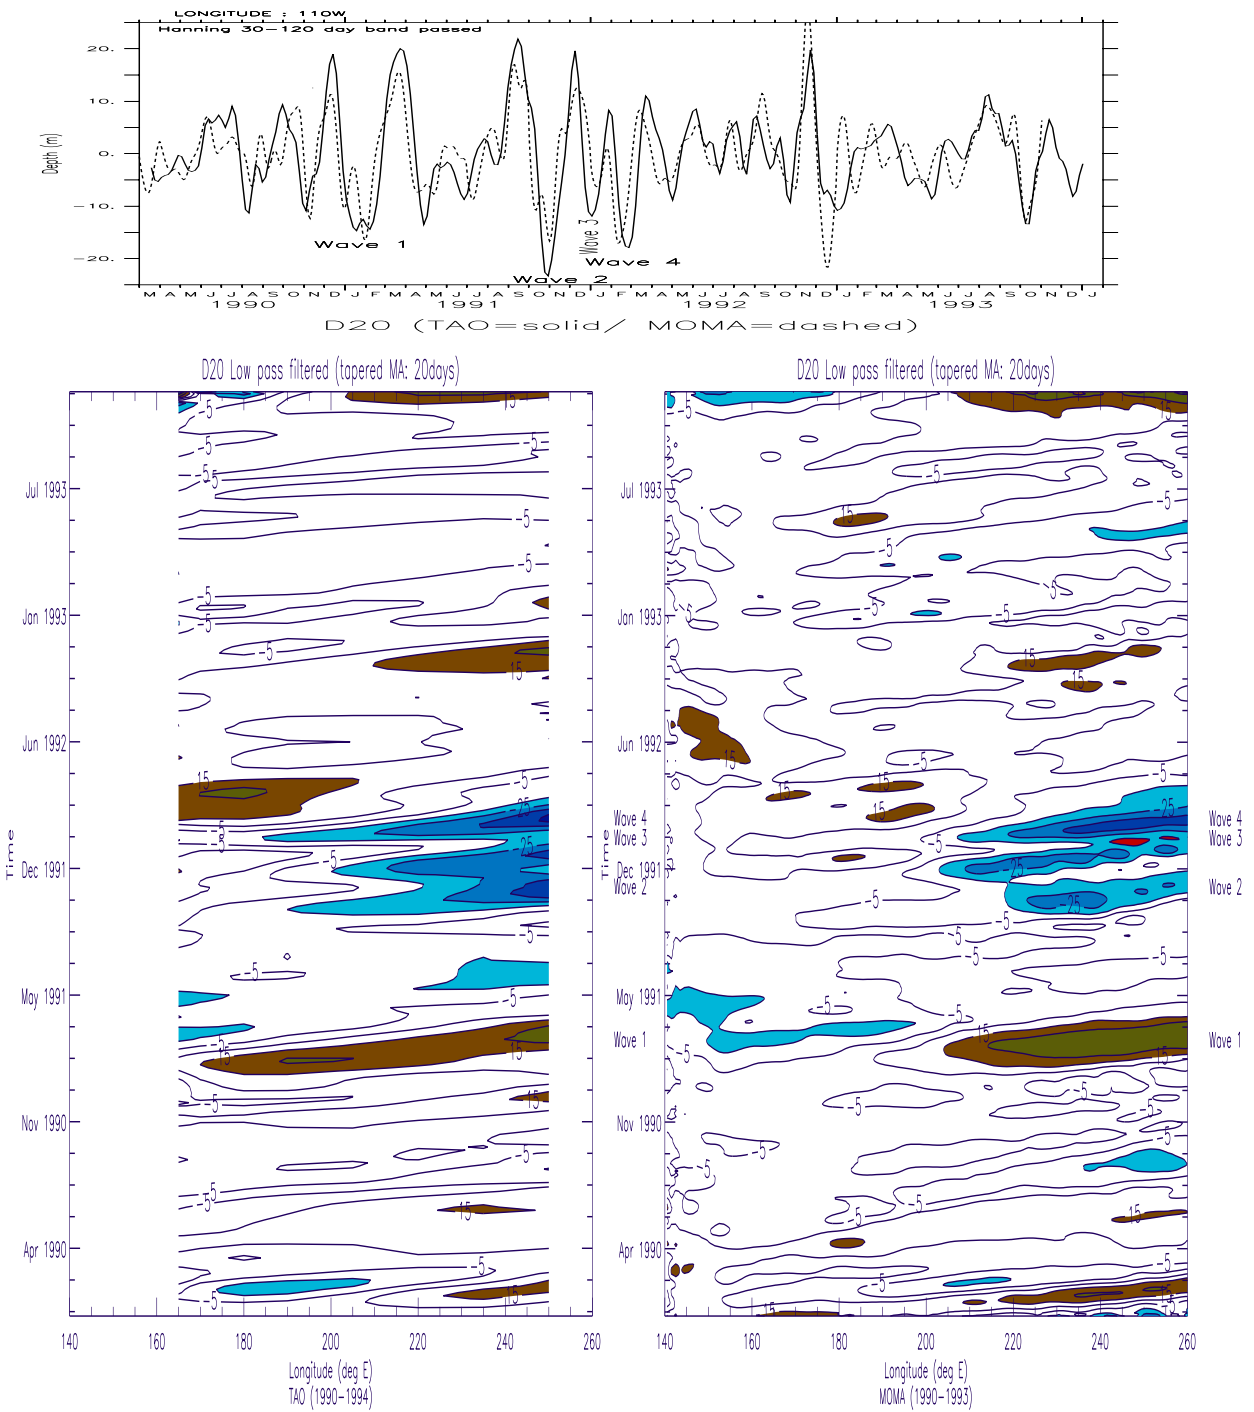 LONGITUDE : 110W
Hanning 30-120 day band passed
20.
10.
0.
-10.
-20.
Depth (m)
Wave 1
Wave 2
Wave 3
Wave 4
M A M J J A S O N D J F M A M J J A S O N D J F M A M J J A S O N D J F M A M J J A S O N D J
1990 1991 1992 1993
D20 (TAO=solid/ MOMA=dashed)
D20 Low pass filtered (tapered MA: 20days)
Jul 1993
Jan 1993
Jun 1992
Dec 1991
May 1991
Nov 1990
Apr 1990
Time
-5
15
-25
140 160 180 200 220 240 260
Longitude (deg E)
TAO (1990-1994)
D20 Low pass filtered (tapered MA: 20days)
Jul 1993
Jan 1993
Jun 1992
Wave 4
Wave 3
Dec 1991
Wave 2
May 1991
Wave 1
Nov 1990
Apr 1990
Time
-5
15
-25
Wave 4
Wave 3
Wave 2
Wave 1
140 160 180 200 220 240 260
Longitude (deg E)
MOMA (1990-1993)